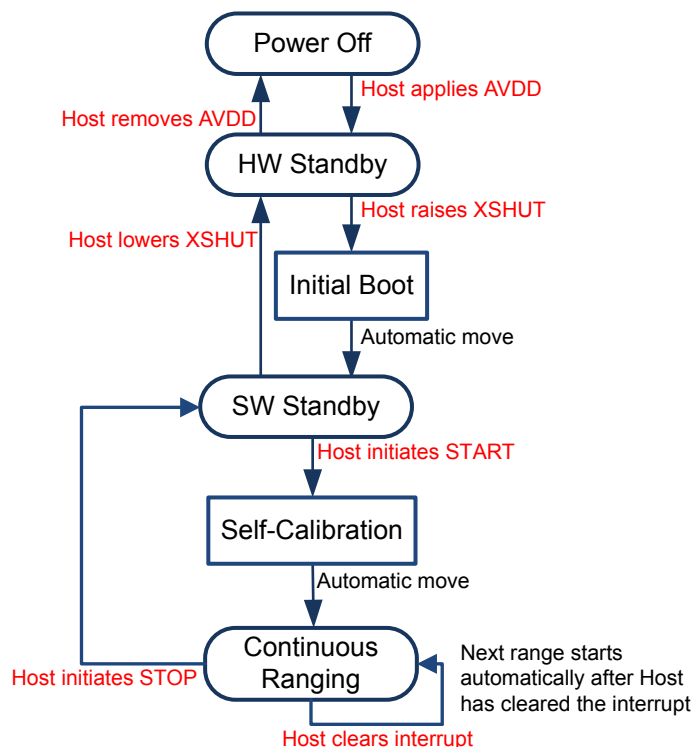 Power Off
Host applies AVDD
Host removes AVDD
HW Standby
Host raises XSHUT
Host lowers XSHUT
Initial Boot
Automatic move
SW Standby
Host initiates START
Self-Calibration
Automatic move
Continuous
Ranging
Next range starts
automatically after Host
has cleared the interrupt
Host initiates STOP
Host clears interrupt